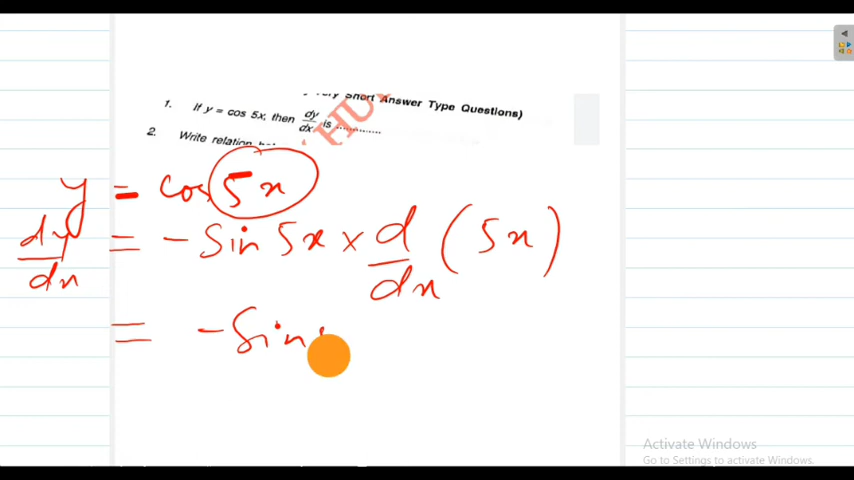 Very Short Answer Type Questions)
1. If y = cos 5x, then dy/dx is .............
2. Write relation
y = cos 5x
dy/dx = - Sin 5x × d/dx (5x)
= - Sin
Activate Windows
Go to Settings to activate Windows.